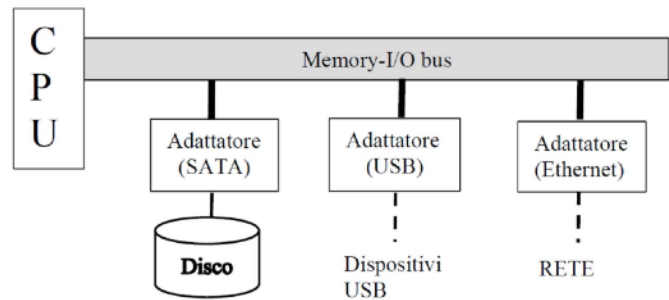 C
P
U
Memory-I/O bus
Adattatore
(SATA)
Adattatore
(USB)
Adattatore
(Ethernet)
Disco
Dispositivi
USB
RETE